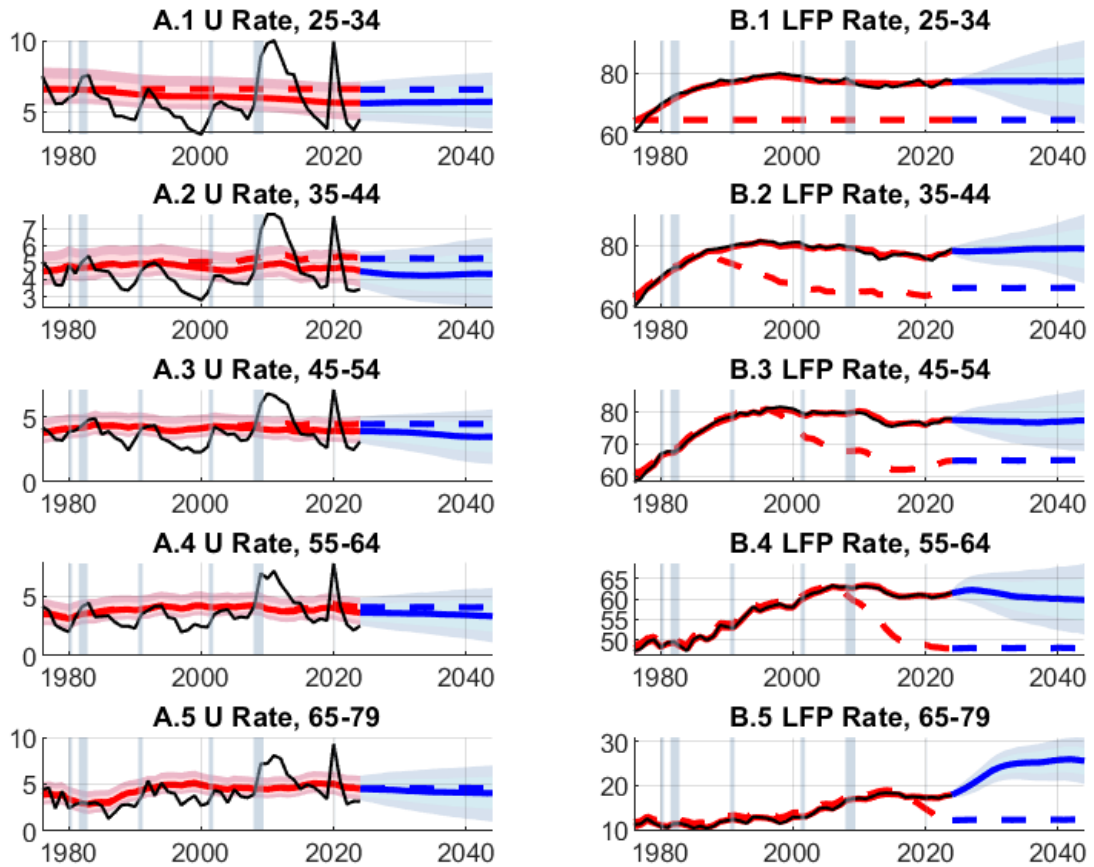 A.1 U Rate, 25-34
10
5
1980 2000 2020 2040
B.1 LFP Rate, 25-34
80
60
1980 2000 2020 2040
A.2 U Rate, 35-44
7
6
5
4
3
1980 2000 2020 2040
B.2 LFP Rate, 35-44
80
60
1980 2000 2020 2040
A.3 U Rate, 45-54
5
0
1980 2000 2020 2040
B.3 LFP Rate, 45-54
80
70
60
1980 2000 2020 2040
A.4 U Rate, 55-64
5
0
1980 2000 2020 2040
B.4 LFP Rate, 55-64
65
60
55
50
1980 2000 2020 2040
A.5 U Rate, 65-79
10
5
0
1980 2000 2020 2040
B.5 LFP Rate, 65-79
30
20
10
1980 2000 2020 2040